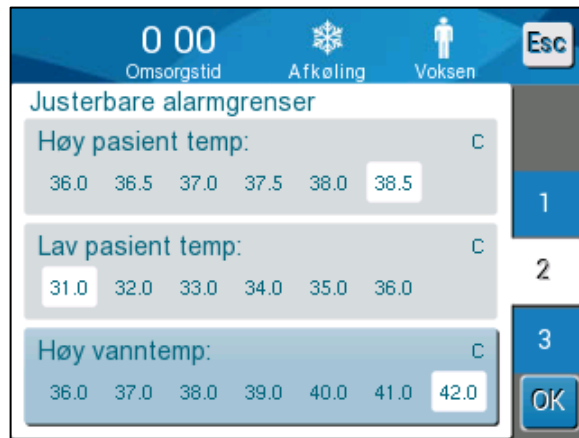 0 00
Omsorgstid
Afkøling
Voksen
Esc
Justerbare alarmgrenser
Høy pasient temp: C
36.0 36.5 37.0 37.5 38.0 38.5
1
Lav pasient temp: C
31.0 32.0 33.0 34.0 35.0 36.0
2
Høy vanntemp: C
36.0 37.0 38.0 39.0 40.0 41.0 42.0
3
OK